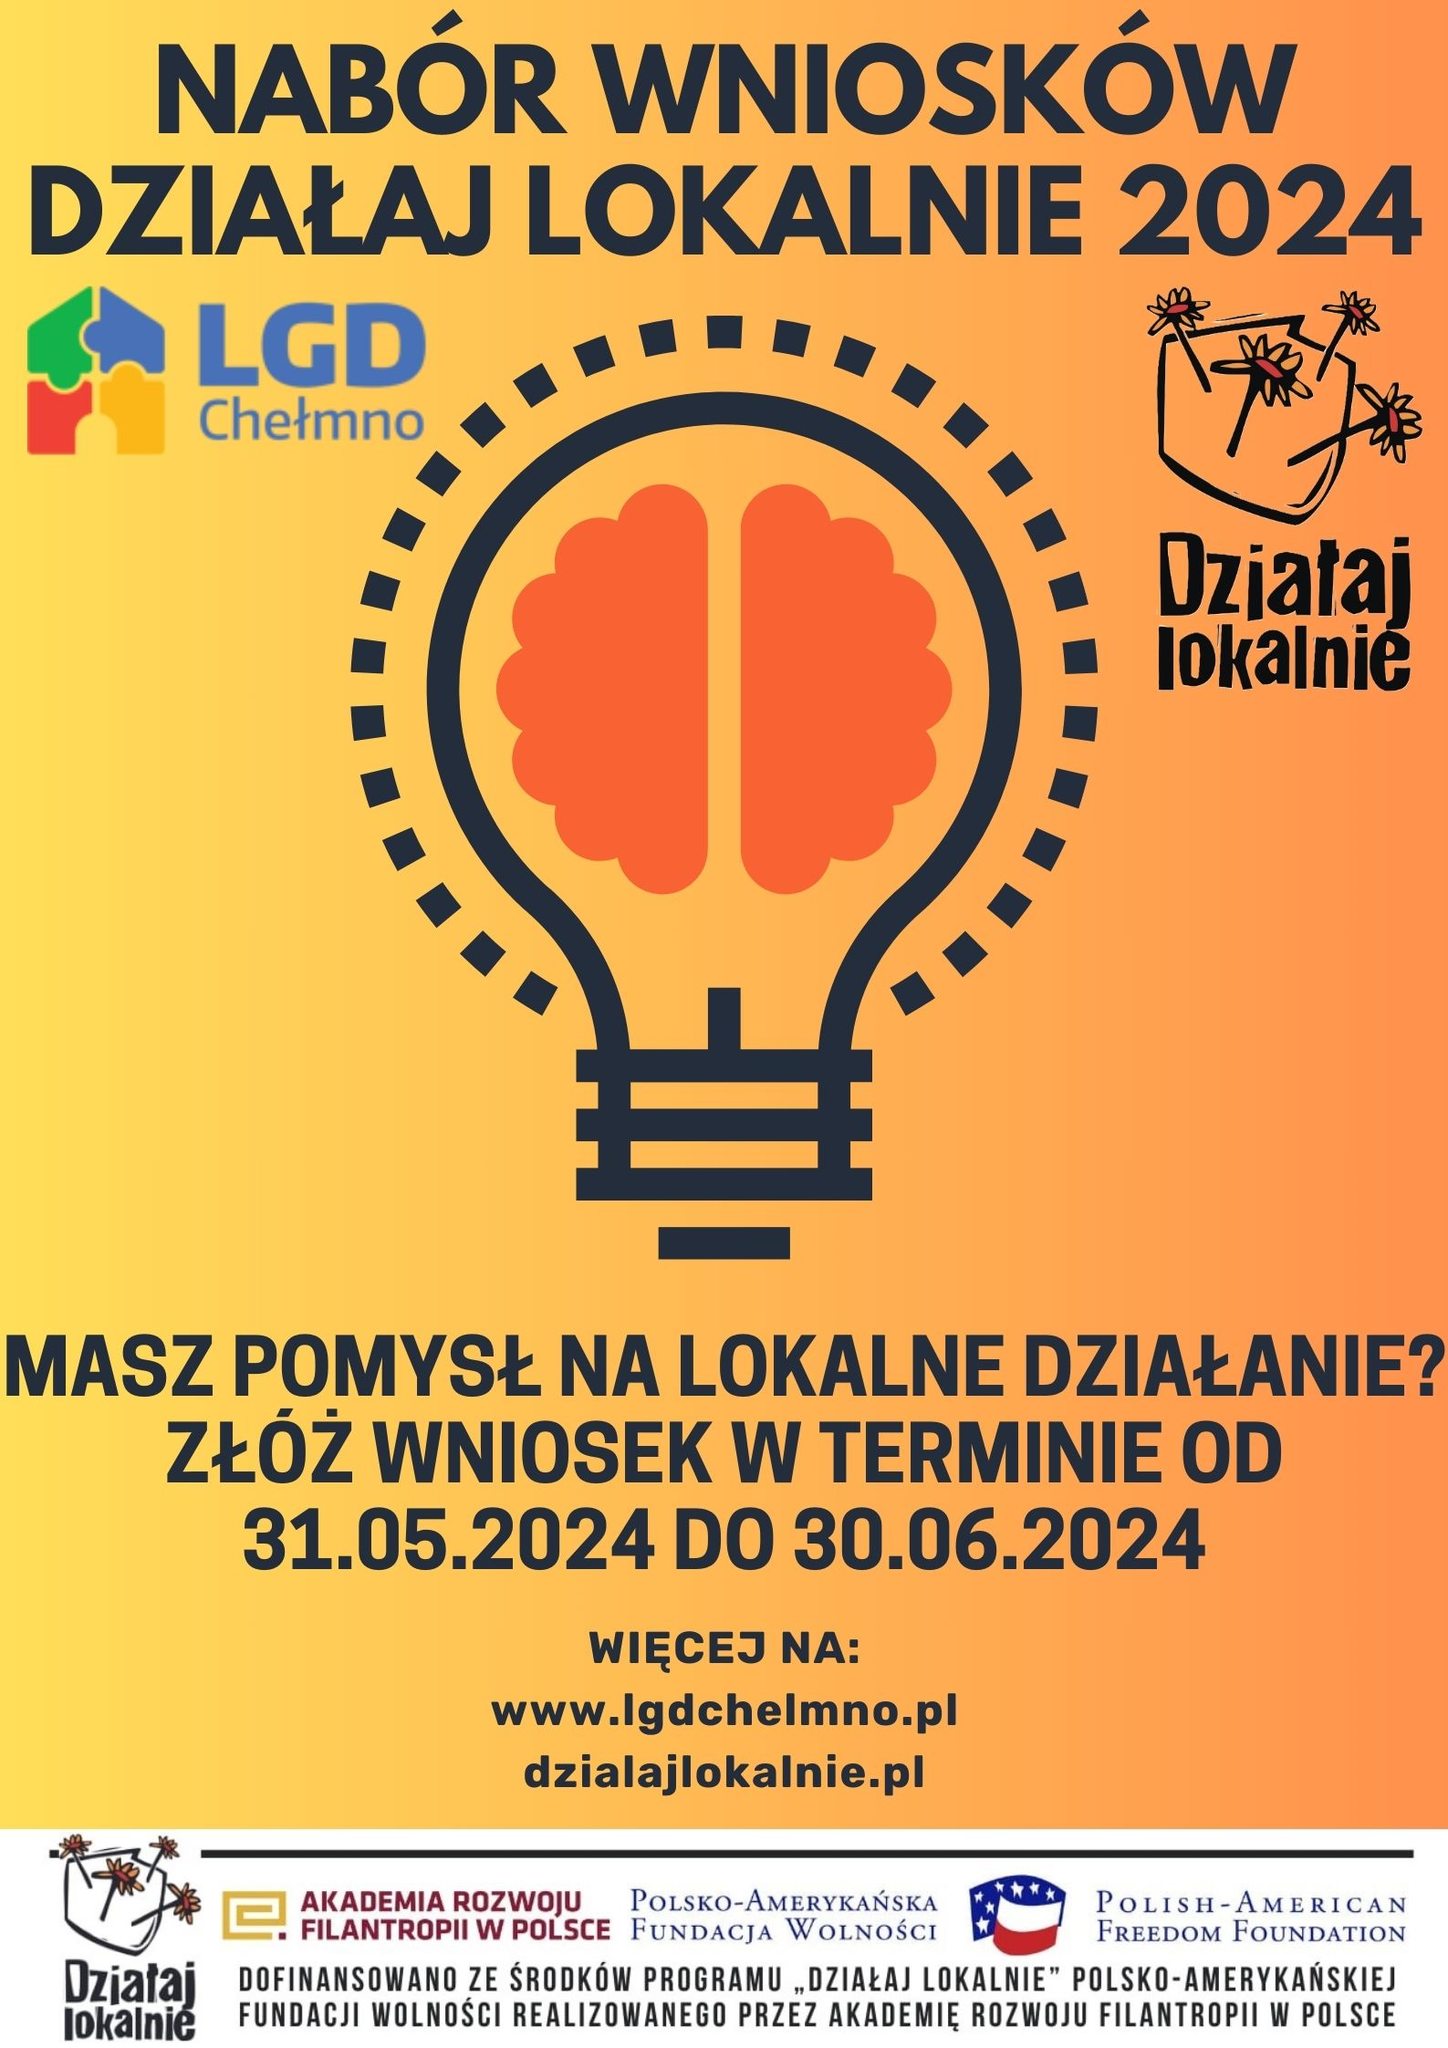 NABÓR WNIOSKÓW
DZIAŁAJ LOKALNIE 2024
LGD
Chełmno
Działaj
lokalnie
MASZ POMYSŁ NA LOKALNE DZIAŁANIE?
ZŁÓŻ WNIOSEK W TERMINIE OD
31.05.2024 DO 30.06.2024
WIĘCEJ NA:
www.lgdchelmno.pl
dzialajlokalnie.pl
Działaj
lokalnie
AKADEMIA ROZWOJU
FILANTROPII W POLSCE
POLSKO-AMERYKAŃSKA
FUNDACJA WOLNOŚCI
POLISH-AMERICAN
FREEDOM FOUNDATION
DOFINANSOWANO ZE ŚRODKÓW PROGRAMU „DZIAŁAJ LOKALNIE” POLSKO-AMERYKAŃSKIEJ
FUNDACJI WOLNOŚCI REALIZOWANEGO PRZEZ AKADEMIĘ ROZWOJU FILANTROPII W POLSCE